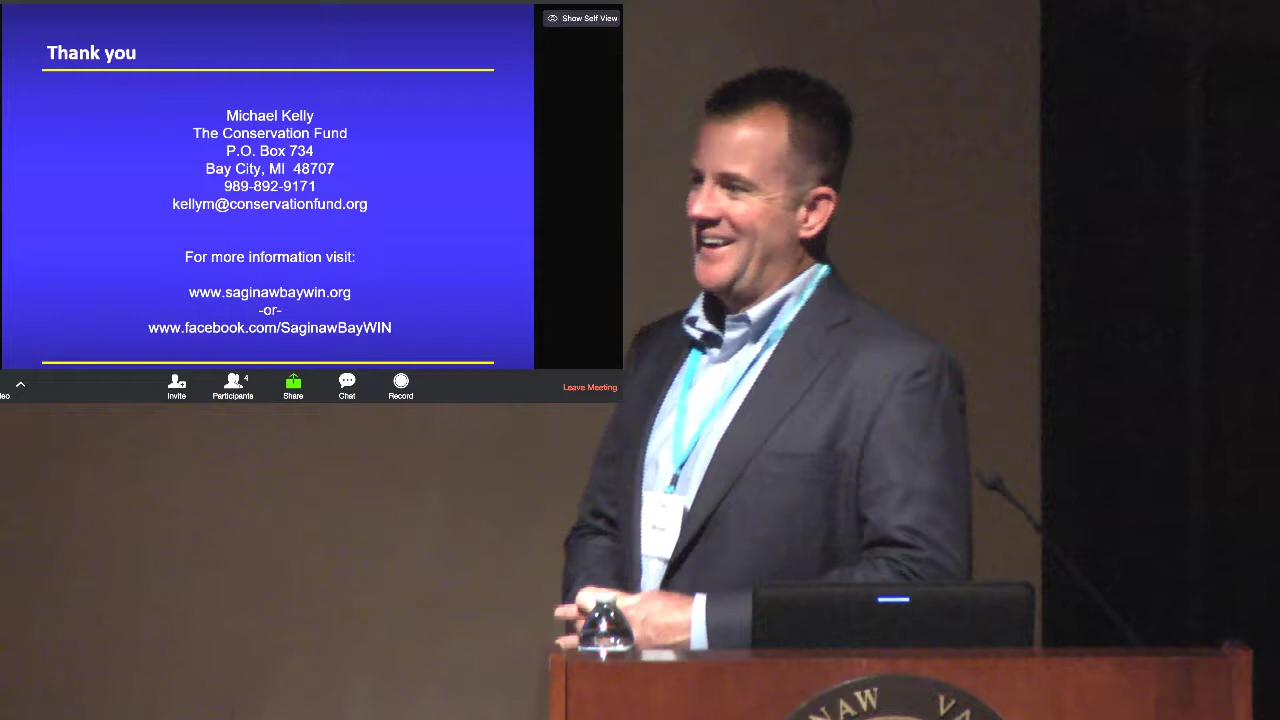 Show Self View
Thank you
Michael Kelly
The Conservation Fund
P.O. Box 734
Bay City, MI 48707
989-892-9171
kellym@conservationfund.org
For more information visit:
www.saginawbaywin.org
-or-
www.facebook.com/SaginawBayWIN
4
Invite
Participants
Share
Chat
Record
Leave Meeting